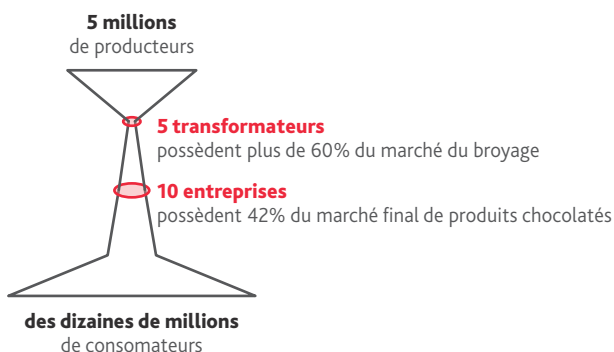 5 millions
de producteurs
5 transformateurs
possèdent plus de 60% du marché du broyage
10 entreprises
possèdent 42% du marché final de produits chocolatés
des dizaines de millions
de consomateurs